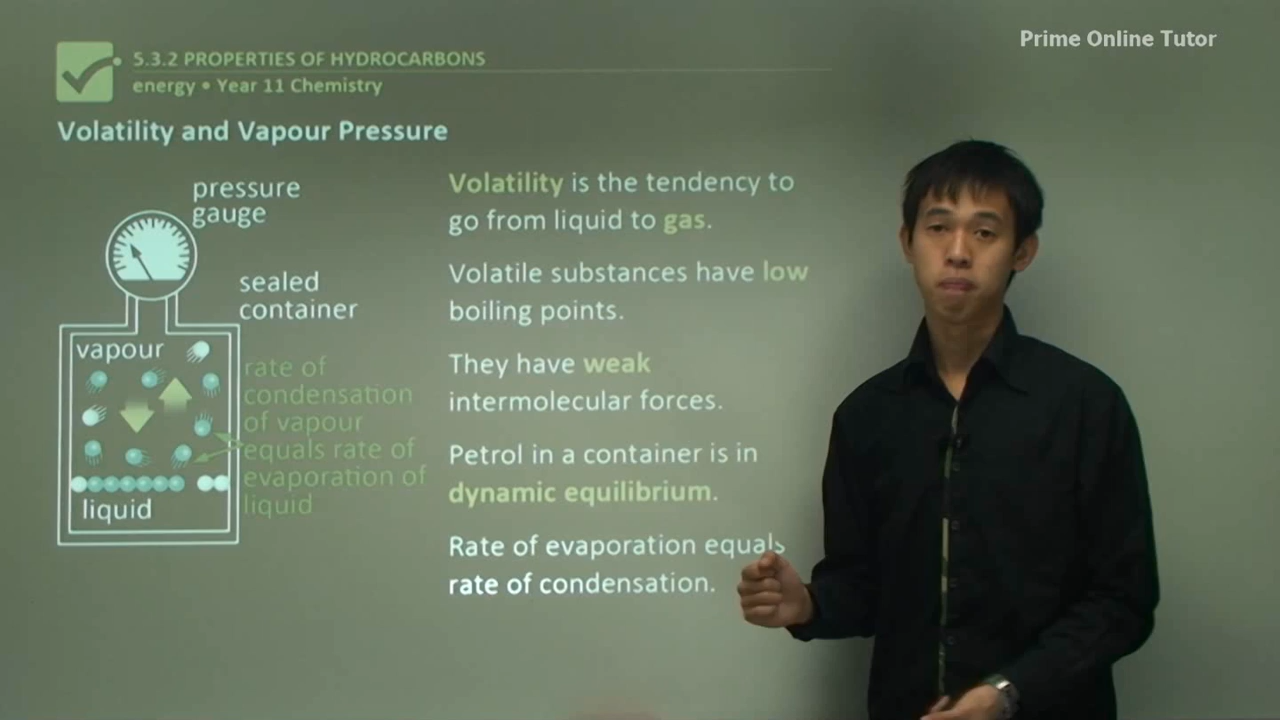 Prime Online Tutor
5.3.2 PROPERTIES OF HYDROCARBONS
energy • Year 11 Chemistry
Volatility and Vapour Pressure
pressure
gauge
sealed
container
vapour
rate of
condensation
of vapour
equals rate of
evaporation of
liquid
liquid
Volatility is the tendency to
go from liquid to gas.
Volatile substances have low
boiling points.
They have weak
intermolecular forces.
Petrol in a container is in
dynamic equilibrium.
Rate of evaporation equals
rate of condensation.